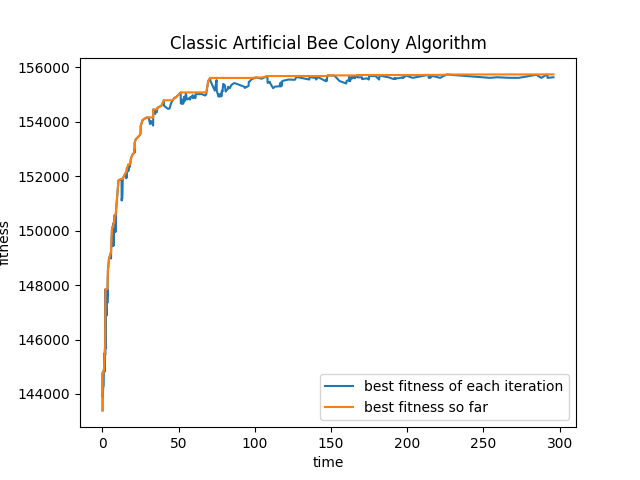 Classic Artificial Bee Colony Algorithm
156000
154000
152000
150000
148000
146000
144000
fitness
0 50 100 150 200 250 300
time
best fitness of each iteration
best fitness so far